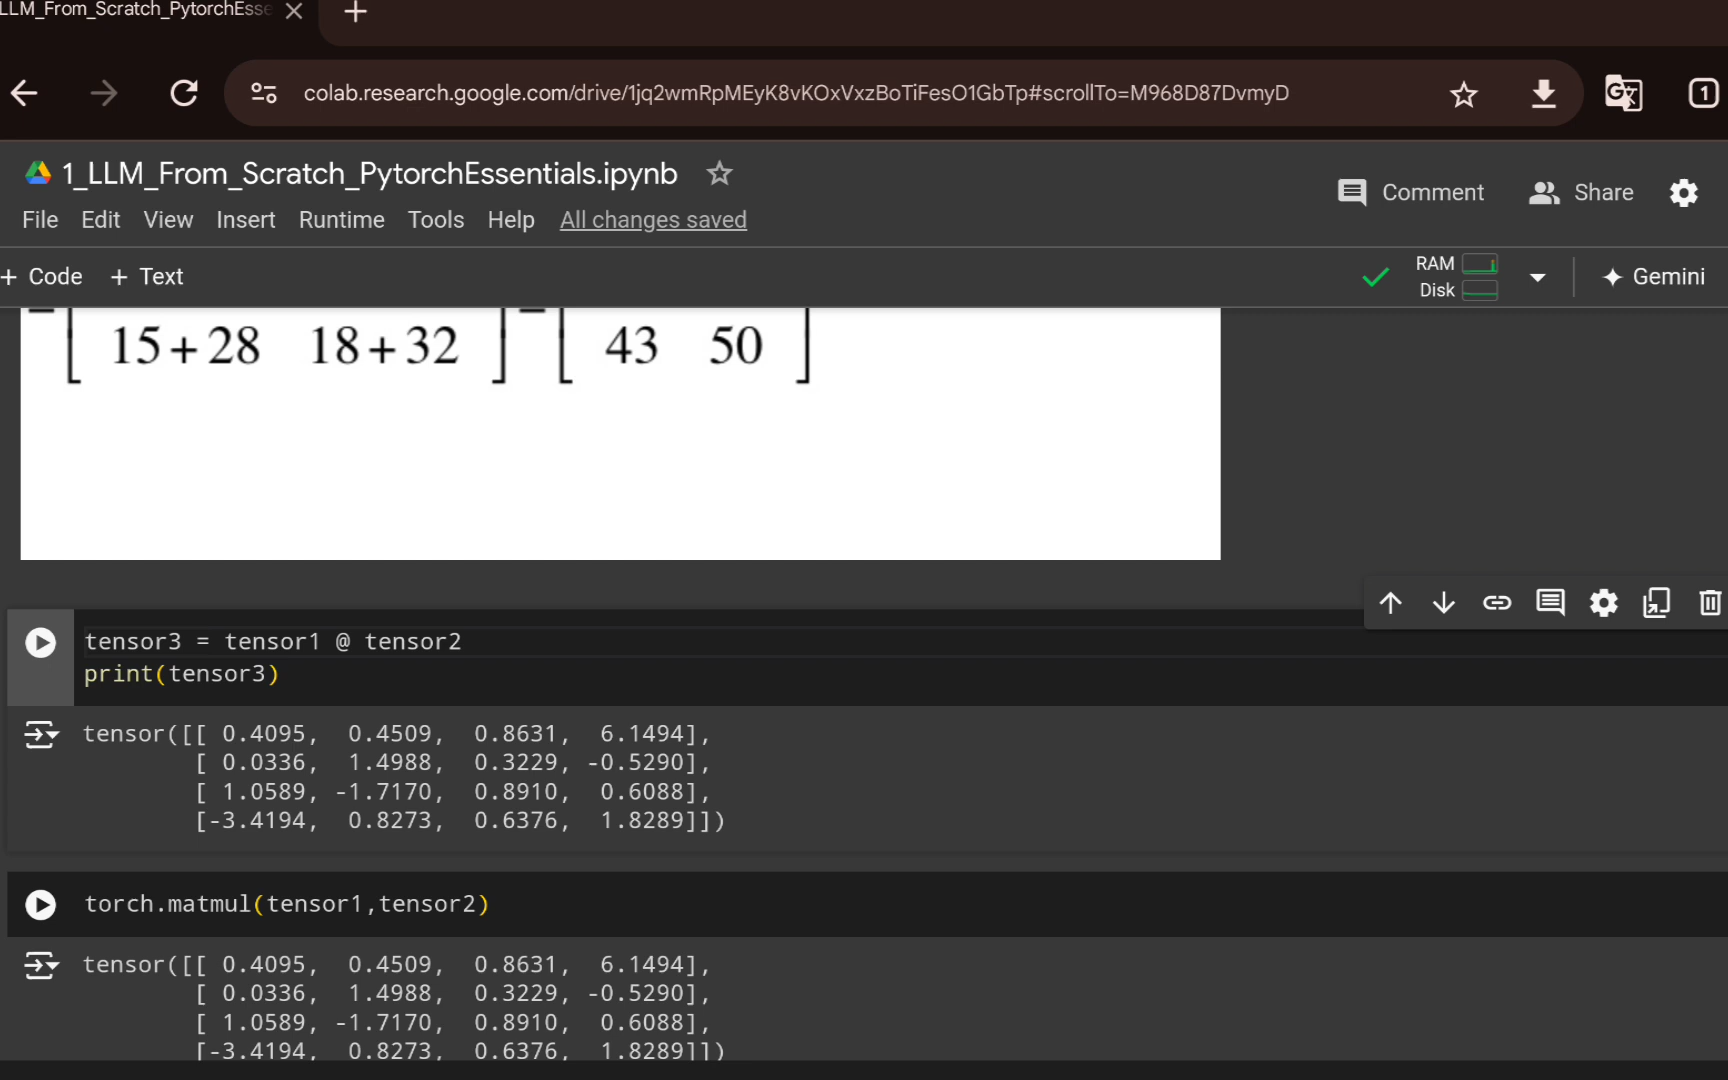 LLM_From_Scratch_PytorchEsse
colab.research.google.com/drive/1jq2wmRpMEyK8vKOxVxzBoTiFesO1GbTp#scrollTo=M968D87DvmyD
1
1_LLM_From_Scratch_PytorchEssentials.ipynb
Comment
Share
File Edit View Insert Runtime Tools Help All changes saved
+ Code + Text
RAM
Disk
Gemini
= [ 15+28 18+32 ] = [ 43 50 ]
tensor3 = tensor1 @ tensor2
print(tensor3)
tensor([[ 0.4095, 0.4509, 0.8631, 6.1494],
[ 0.0336, 1.4988, 0.3229, -0.5290],
[ 1.0589, -1.7170, 0.8910, 0.6088],
[-3.4194, 0.8273, 0.6376, 1.8289]])
torch.matmul(tensor1,tensor2)
tensor([[ 0.4095, 0.4509, 0.8631, 6.1494],
[ 0.0336, 1.4988, 0.3229, -0.5290],
[ 1.0589, -1.7170, 0.8910, 0.6088],
[-3.4194, 0.8273, 0.6376, 1.8289]])